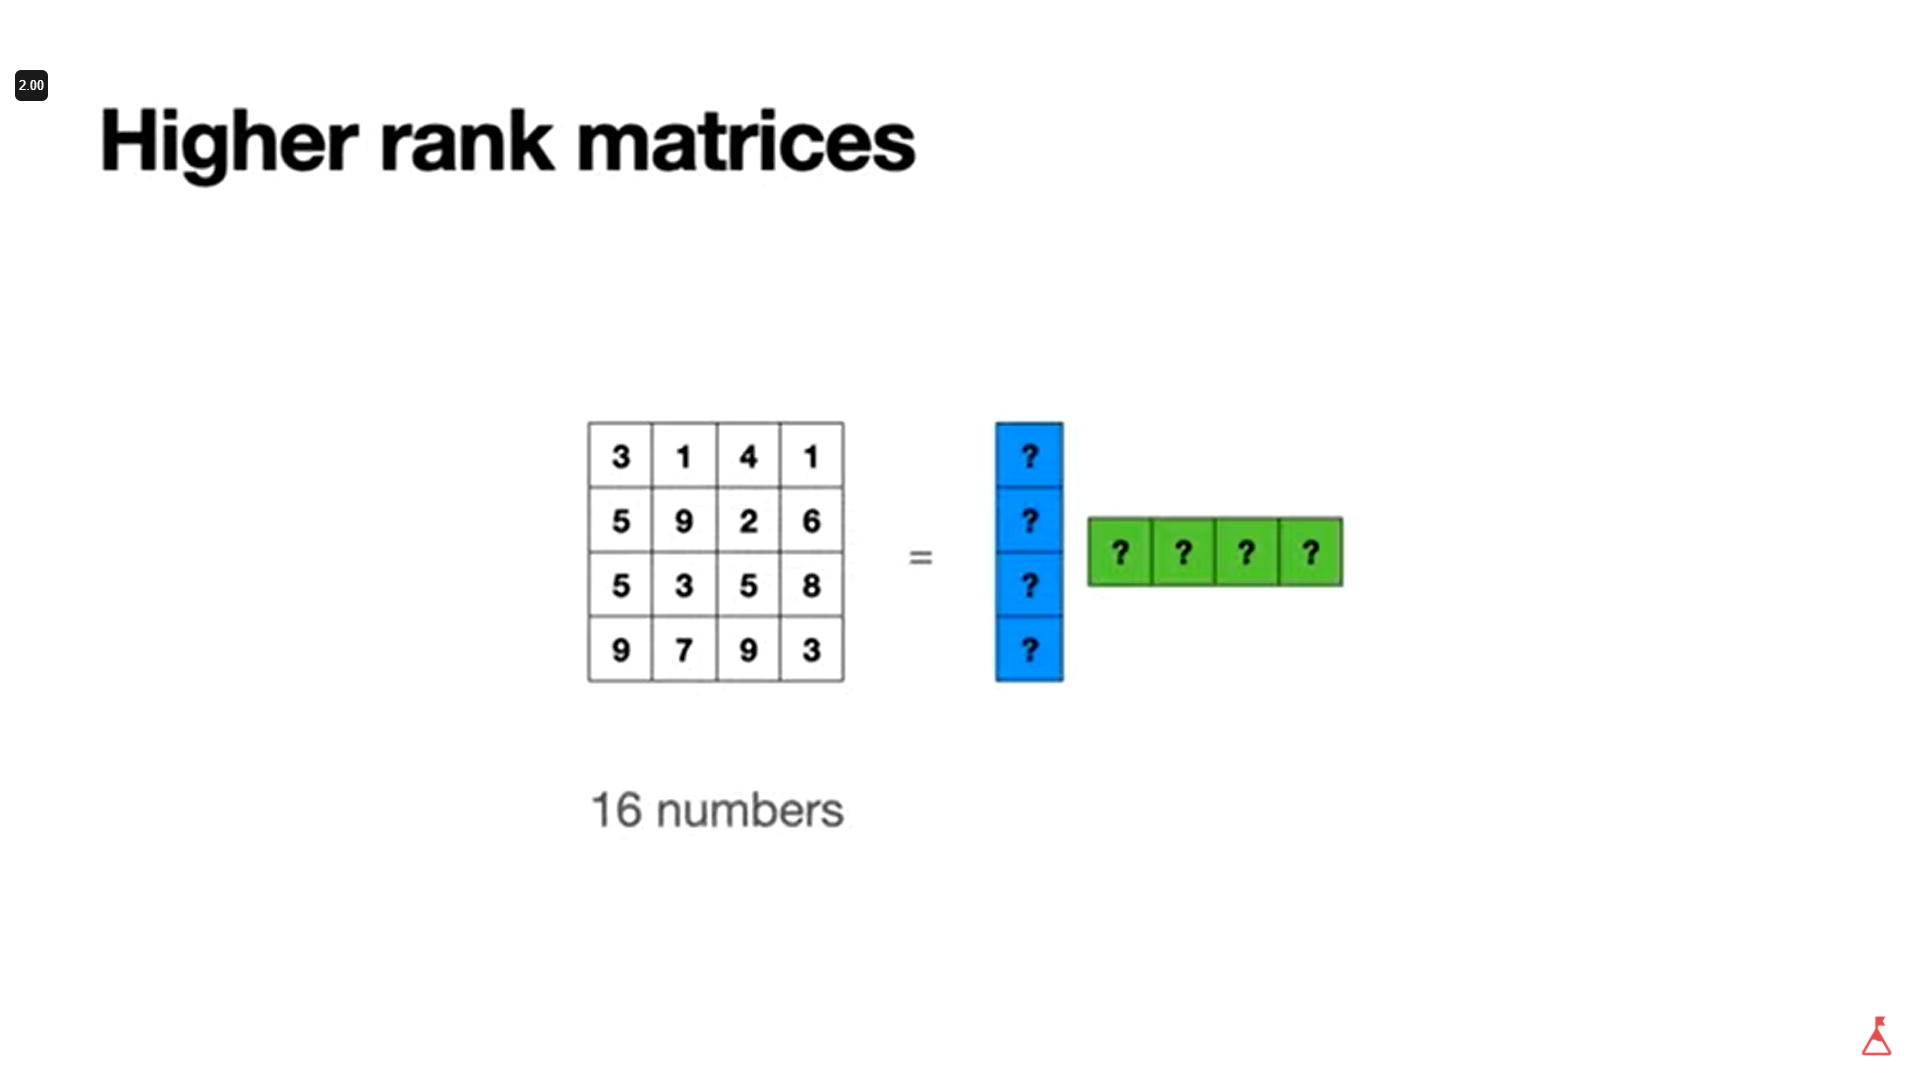 2.00
Higher rank matrices
3 1 4 1 ?
5 9 2 6 ?
= ? ? ? ?
5 3 5 8 ?
9 7 9 3 ?
16 numbers